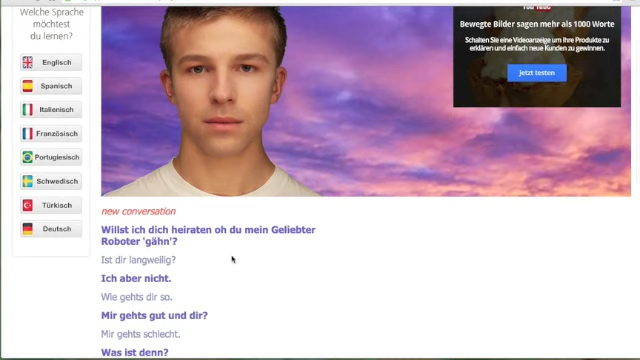 Welche Sprache
möchtest
du lernen?
Englisch
Spanisch
Italienisch
Französisch
Portugiesisch
Schwedisch
Türkisch
Deutsch
You Tube
Bewegte Bilder sagen mehr als 1000 Worte
Schalten Sie eine Videoanzeige um Ihre Produkte zu
erklären und einfach neue Kunden zu gewinnen.
Jetzt testen
new conversation
Willst ich dich heiraten oh du mein Geliebter
Roboter 'gähn'?
Ist dir langweilig?
Ich aber nicht.
Wie gehts dir so.
Mir gehts gut und dir?
Mir gehts schlecht.
Was ist denn?